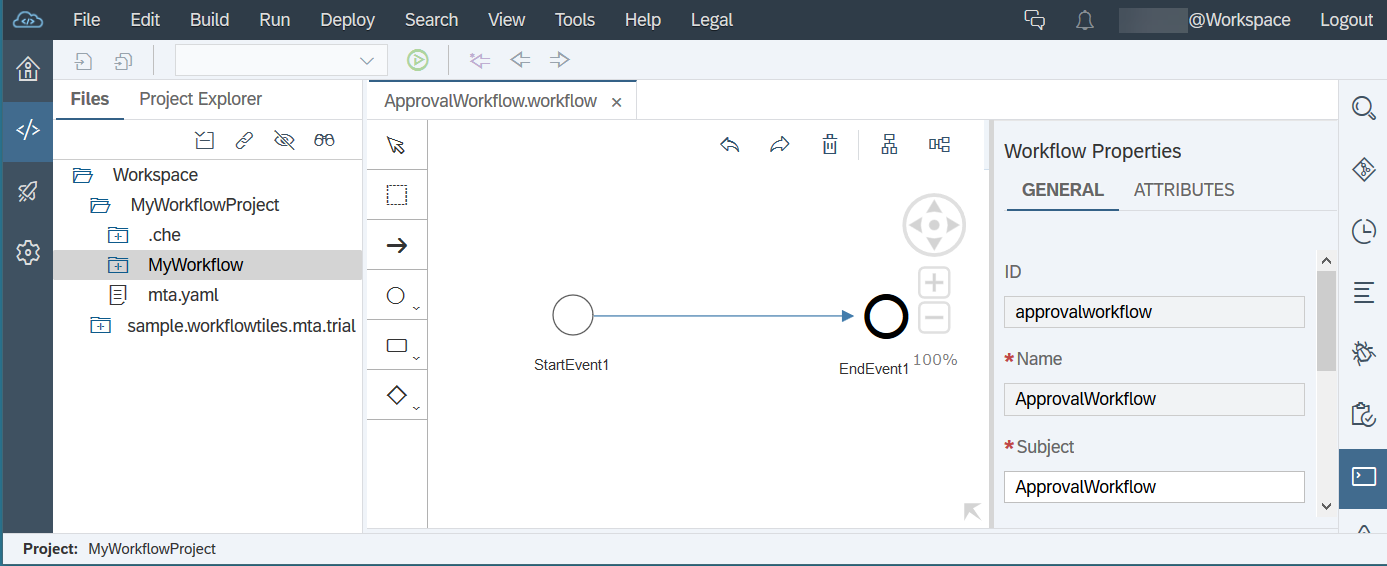 File Edit Build Run Deploy Search View Tools Help Legal @Workspace Logout
Files Project Explorer
ApprovalWorkflow.workflow ×
Workspace
MyWorkflowProject
.che
MyWorkflow
mta.yaml
sample.workflowtiles.mta.trial
StartEvent1
EndEvent1
100%
Workflow Properties
GENERAL ATTRIBUTES
ID
approvalworkflow
*Name
ApprovalWorkflow
*Subject
ApprovalWorkflow
Project: MyWorkflowProject